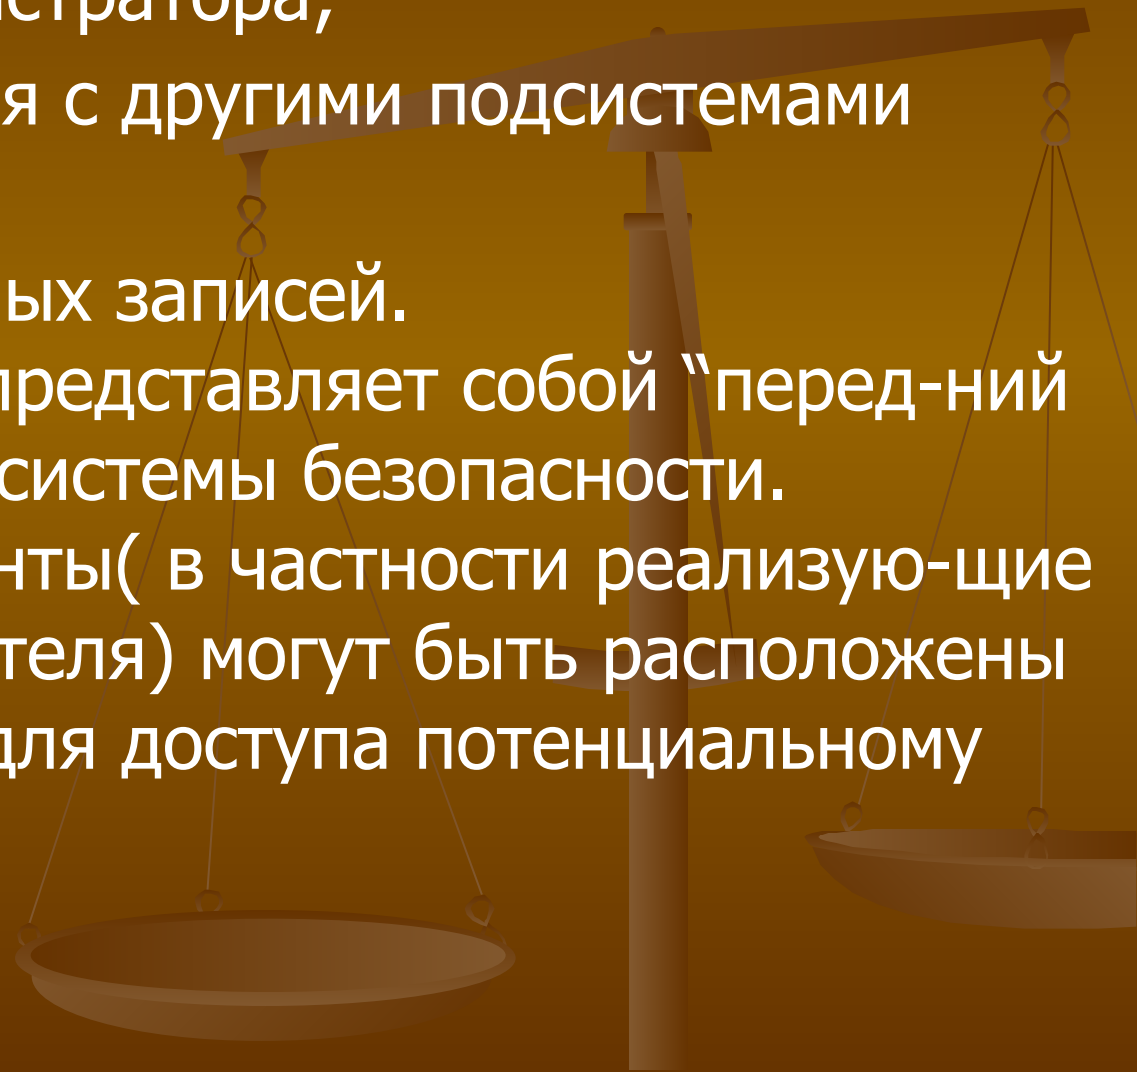 стратора,
я с другими подсистемами
ых записей.
представляет собой “перед-ний
системы безопасности.
нты( в частности реализую-щие
теля) могут быть расположены
для доступа потенциальному